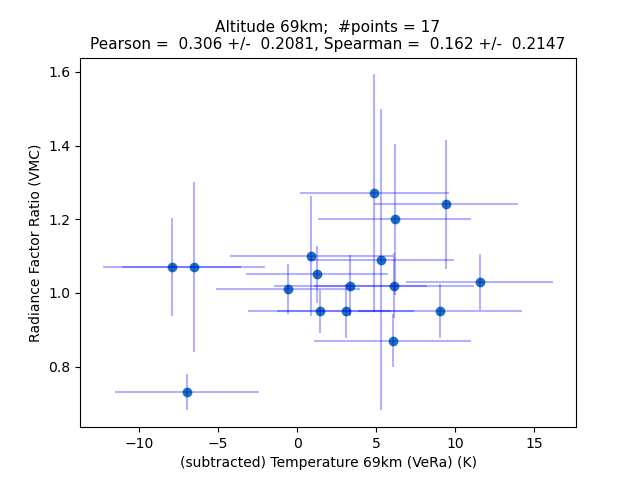 Altitude 69km;  #points = 17
Pearson =  0.306 +/-  0.2081, Spearman =  0.162 +/-  0.2147
1.6
1.4
1.2
1.0
0.8
Radiance Factor Ratio (VMC)
−10
−5
0
5
10
15
(subtracted) Temperature 69km (VeRa) (K)